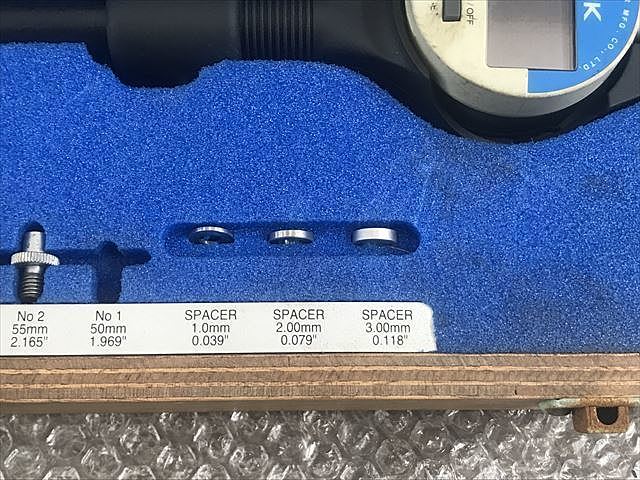 /OFF
K
MFG. CO., LTD.
No 2
55mm
2.165"
No 1
50mm
1.969"
SPACER
1.0mm
0.039"
SPACER
2.00mm
0.079"
SPACER
3.00mm
0.118"